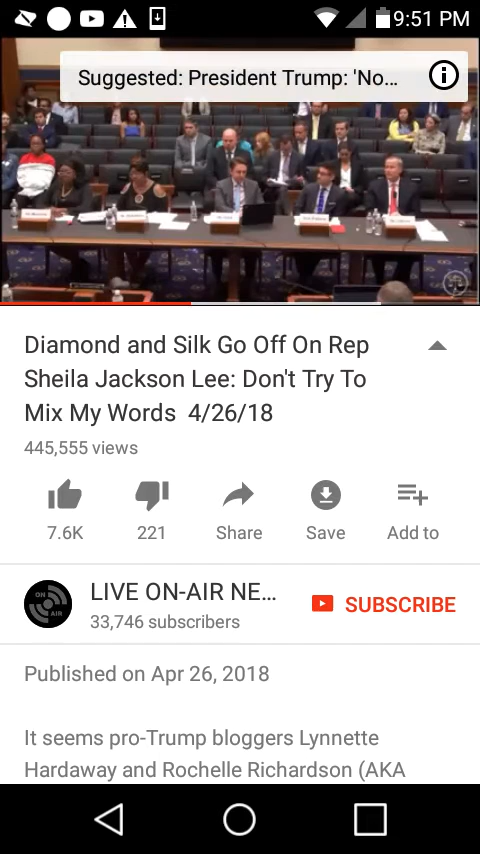 9:51 PM
Suggested: President Trump: 'No...
Diamond and Silk Go Off On Rep
Sheila Jackson Lee: Don't Try To
Mix My Words 4/26/18
445,555 views
7.6K
221
Share
Save
Add to
ON
AIR
LIVE ON-AIR NE...
33,746 subscribers
SUBSCRIBE
Published on Apr 26, 2018
It seems pro-Trump bloggers Lynnette
Hardaway and Rochelle Richardson (AKA